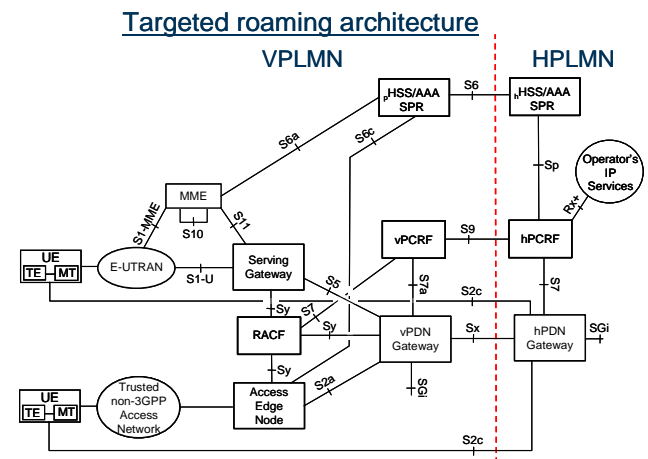 Targeted roaming architecture
VPLMN
HPLMN
pHSS/AAA
SPR
S6
hHSS/AAA
SPR
S6a
S6c
Sp
Operator's
IP
Services
MME
S10
S11
S1-MME
Rx+
vPCRF
S9
hPCRF
UE
TE
MT
E-UTRAN
S1-U
Serving
Gateway
S5
S7a
S7
S2c
Sy
S7
RACF
Sy
vPDN
Gateway
Sx
hPDN
Gateway
SGi
Sy
UE
TE
MT
Trusted
non-3GPP
Access
Network
Access
Edge
Node
S2a
SGi
S2c